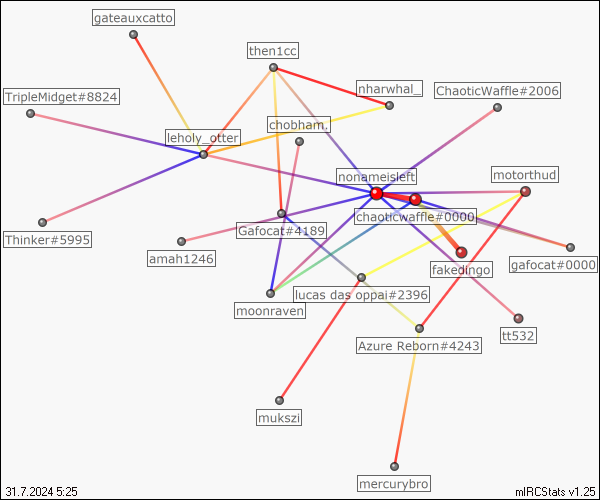 gateauxcatto
then1cc
nharwhal_
ChaoticWaffle#2006
TripleMidget#8824
chobham.
leholy_otter
nonameisleft
motorthud
chaoticwaffle#0000
Gafocat#4189
Thinker#5995
amah1246
fakedingo
gafocat#0000
lucas das oppai#2396
moonraven
tt532
Azure Reborn#4243
mukszi
mercurybro
31.7.2024 5:25
mIRCStats v1.25